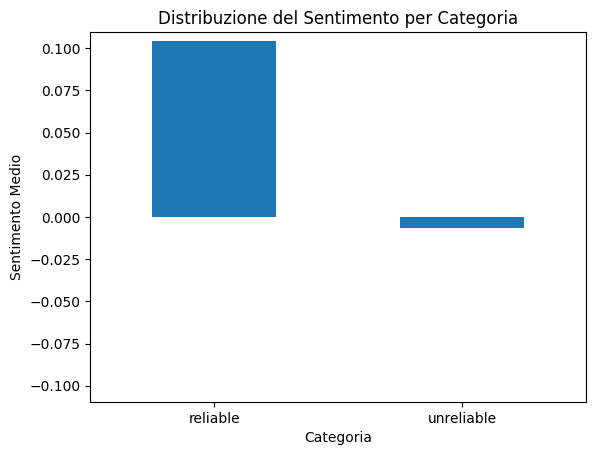 Distribuzione del Sentimento per Categoria
Sentimento Medio
0.100
0.075
0.050
0.025
0.000
−0.025
−0.050
−0.075
−0.100
reliable
unreliable
Categoria